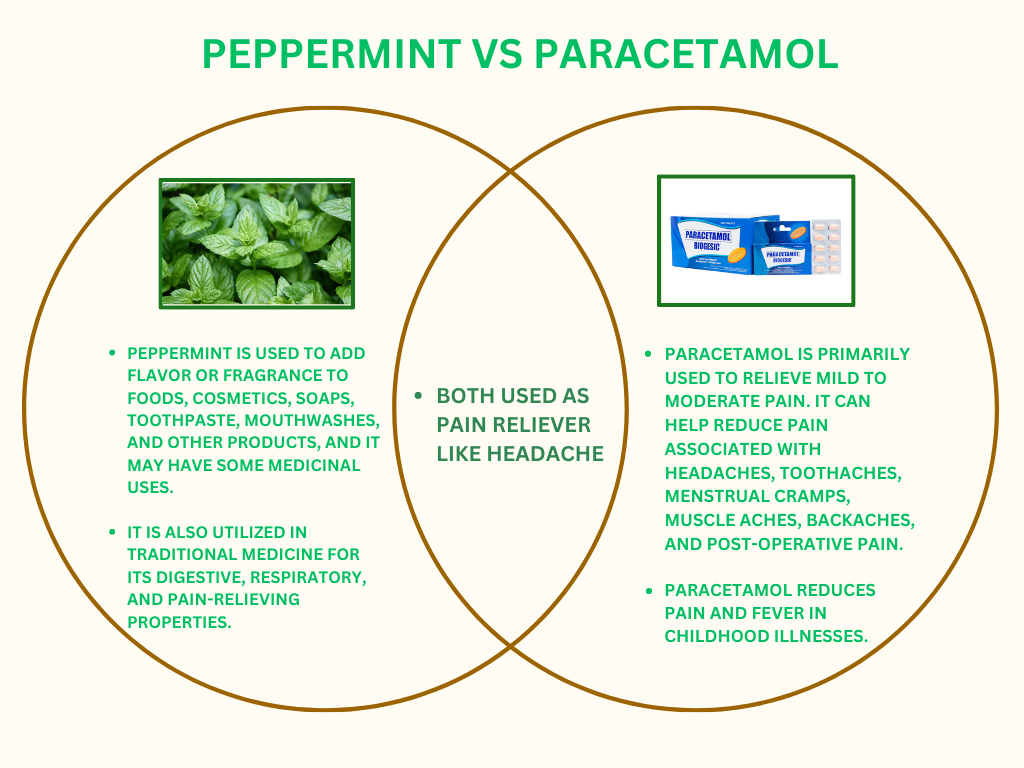 PEPPERMINT VS PARACETAMOL
PARACETAMOL
BIOGESIC
PARACETAMOL
BIOGESIC
• PEPPERMINT IS USED TO ADD
FLAVOR OR FRAGRANCE TO
FOODS, COSMETICS, SOAPS,
TOOTHPASTE, MOUTHWASHES,
AND OTHER PRODUCTS, AND IT
MAY HAVE SOME MEDICINAL
USES.
• IT IS ALSO UTILIZED IN
TRADITIONAL MEDICINE FOR
ITS DIGESTIVE, RESPIRATORY,
AND PAIN-RELIEVING
PROPERTIES.
• BOTH USED AS
PAIN RELIEVER
LIKE HEADACHE
• PARACETAMOL IS PRIMARILY
USED TO RELIEVE MILD TO
MODERATE PAIN. IT CAN
HELP REDUCE PAIN
ASSOCIATED WITH
HEADACHES, TOOTHACHES,
MENSTRUAL CRAMPS,
MUSCLE ACHES, BACKACHES,
AND POST-OPERATIVE PAIN.
• PARACETAMOL REDUCES
PAIN AND FEVER IN
CHILDHOOD ILLNESSES.